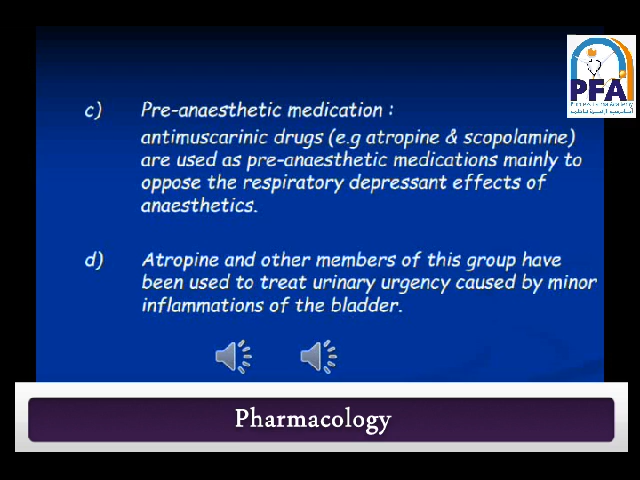 PFA
c) Pre-anaesthetic medication :
antimuscarinic drugs (e.g atropine & scopolamine)
are used as pre-anaesthetic medications mainly to
oppose the respiratory depressant effects of
anaesthetics.
d) Atropine and other members of this group have
been used to treat urinary urgency caused by minor
inflammations of the bladder.
Pharmacology